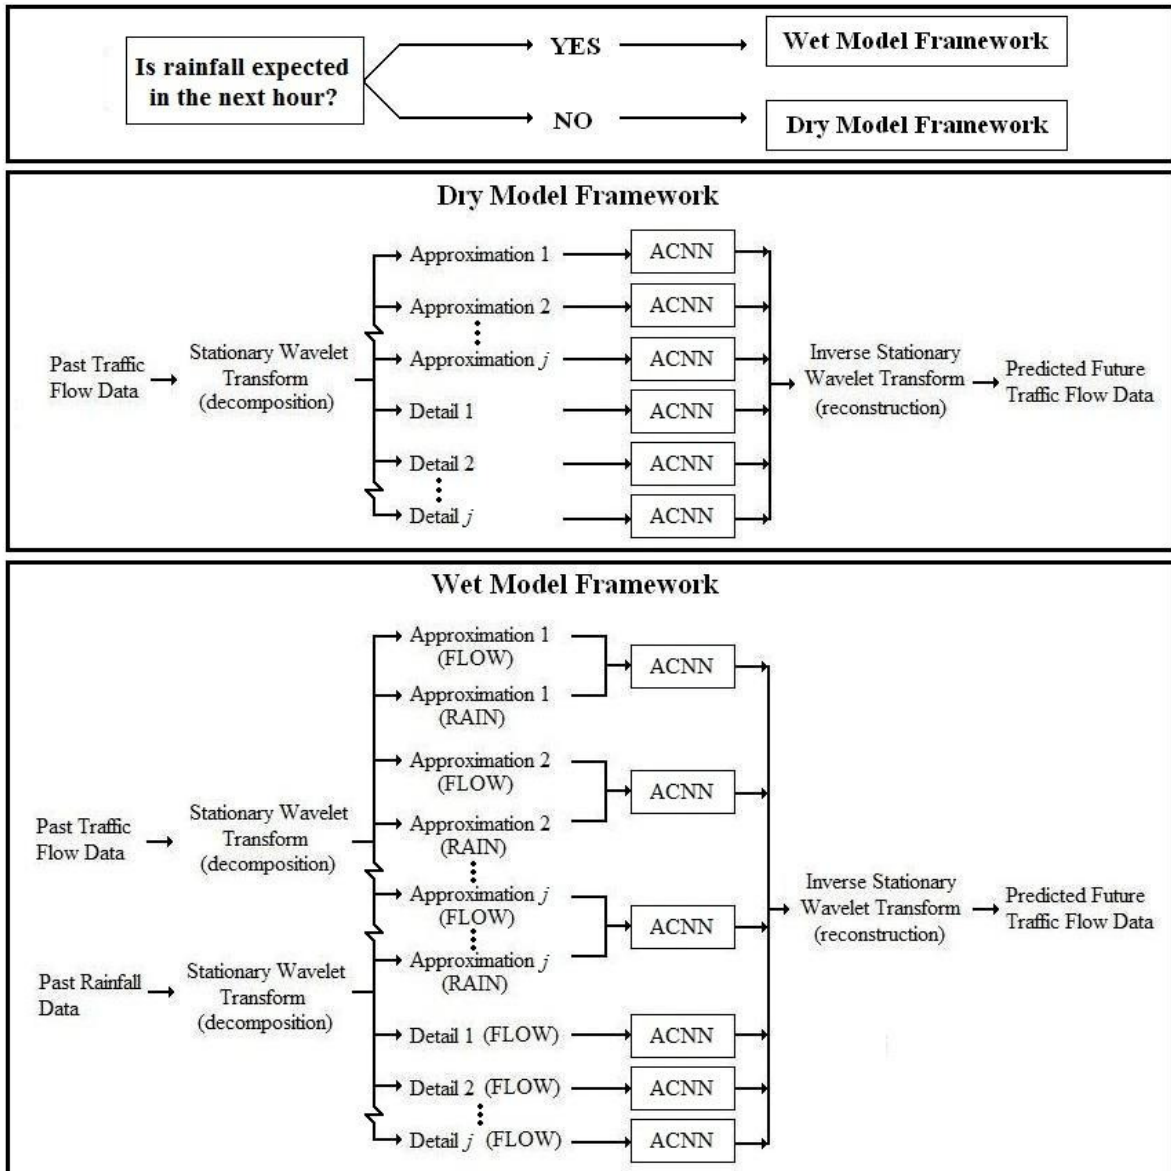 Is rainfall expected
in the next hour?
YES
Wet Model Framework
NO
Dry Model Framework
Dry Model Framework
Approximation 1
ACNN
Approximation 2
ACNN
Approximation j
ACNN
Past Traffic
Flow Data
Stationary Wavelet
Transform
(decomposition)
Detail 1
ACNN
Detail 2
ACNN
Detail j
ACNN
Inverse Stationary
Wavelet Transform
(reconstruction)
Predicted Future
Traffic Flow Data
Wet Model Framework
Approximation 1
(FLOW)
Approximation 1
(RAIN)
ACNN
Approximation 2
(FLOW)
Approximation 2
(RAIN)
ACNN
Past Traffic
Flow Data
Stationary Wavelet
Transform
(decomposition)
Approximation j
(FLOW)
Approximation j
(RAIN)
ACNN
Past Rainfall
Data
Stationary Wavelet
Transform
(decomposition)
Detail 1 (FLOW)
ACNN
Detail 2 (FLOW)
ACNN
Detail j (FLOW)
ACNN
Inverse Stationary
Wavelet Transform
(reconstruction)
Predicted Future
Traffic Flow Data